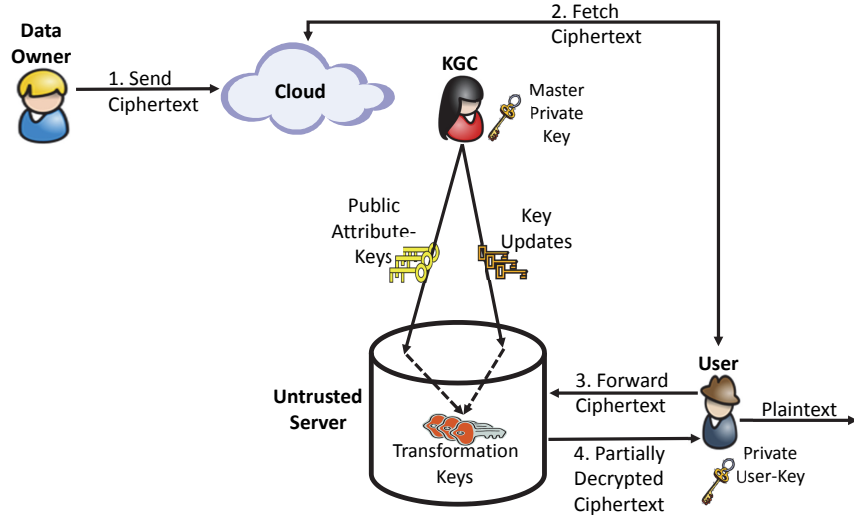 Data
Owner
1. Send
Ciphertext
Cloud
2. Fetch
Ciphertext
KGC
Master
Private
Key
Public
Attribute-
Keys
Key
Updates
Untrusted
Server
Transformation
Keys
User
3. Forward
Ciphertext
Plaintext
4. Partially
Decrypted
Ciphertext
Private
User-Key